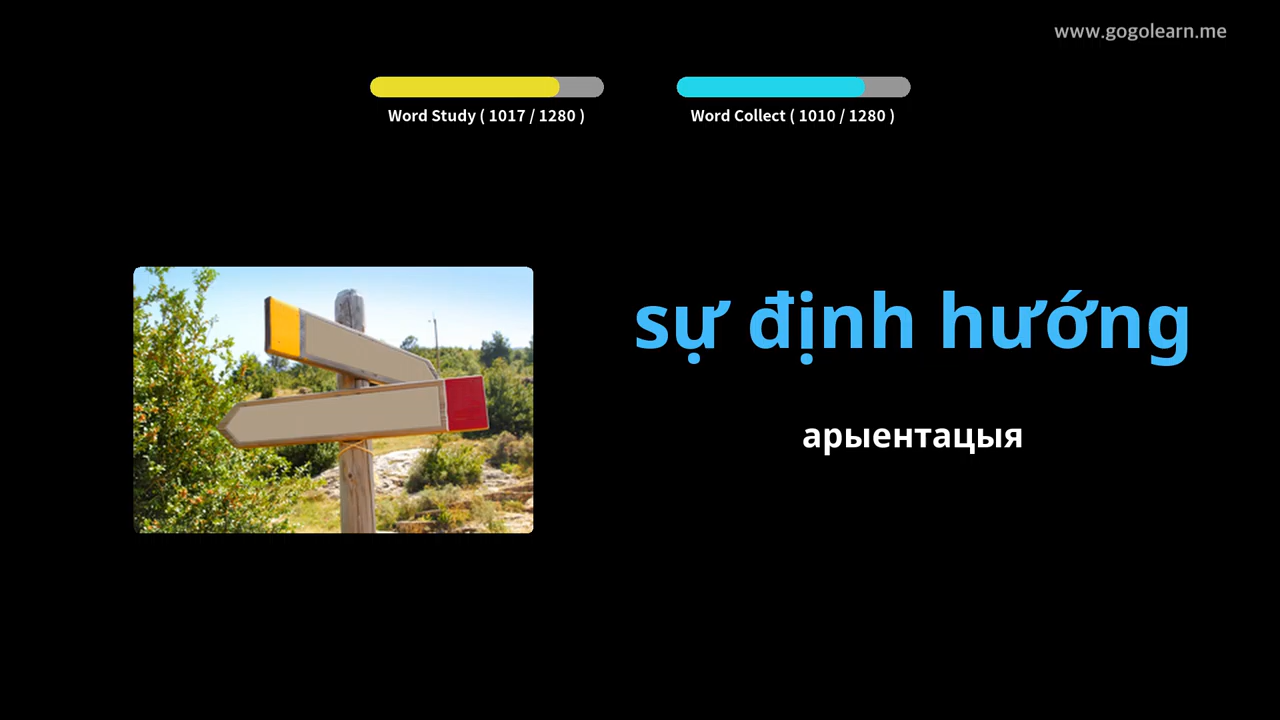 www.gogolearn.me
Word Study ( 1017 / 1280 )
Word Collect ( 1010 / 1280 )
sự định hướng
арыентацыя